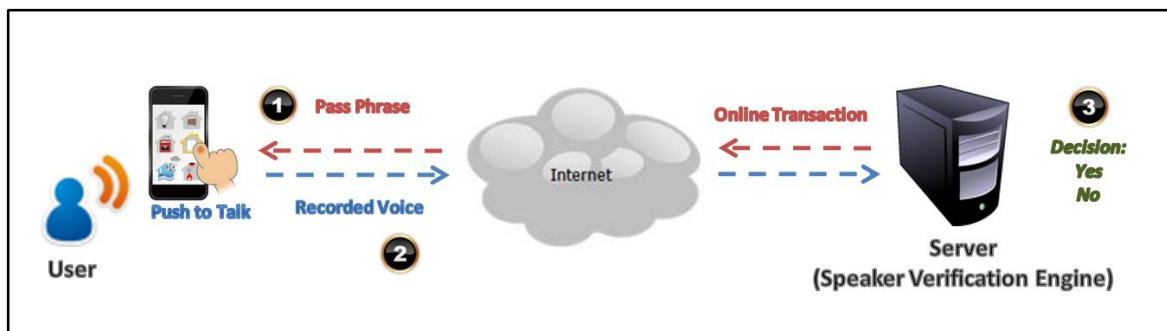 1
Pass Phrase
Online Transaction
3
Decision:
Yes
No
Internet
Push to Talk
Recorded Voice
2
User
Server
(Speaker Verification Engine)